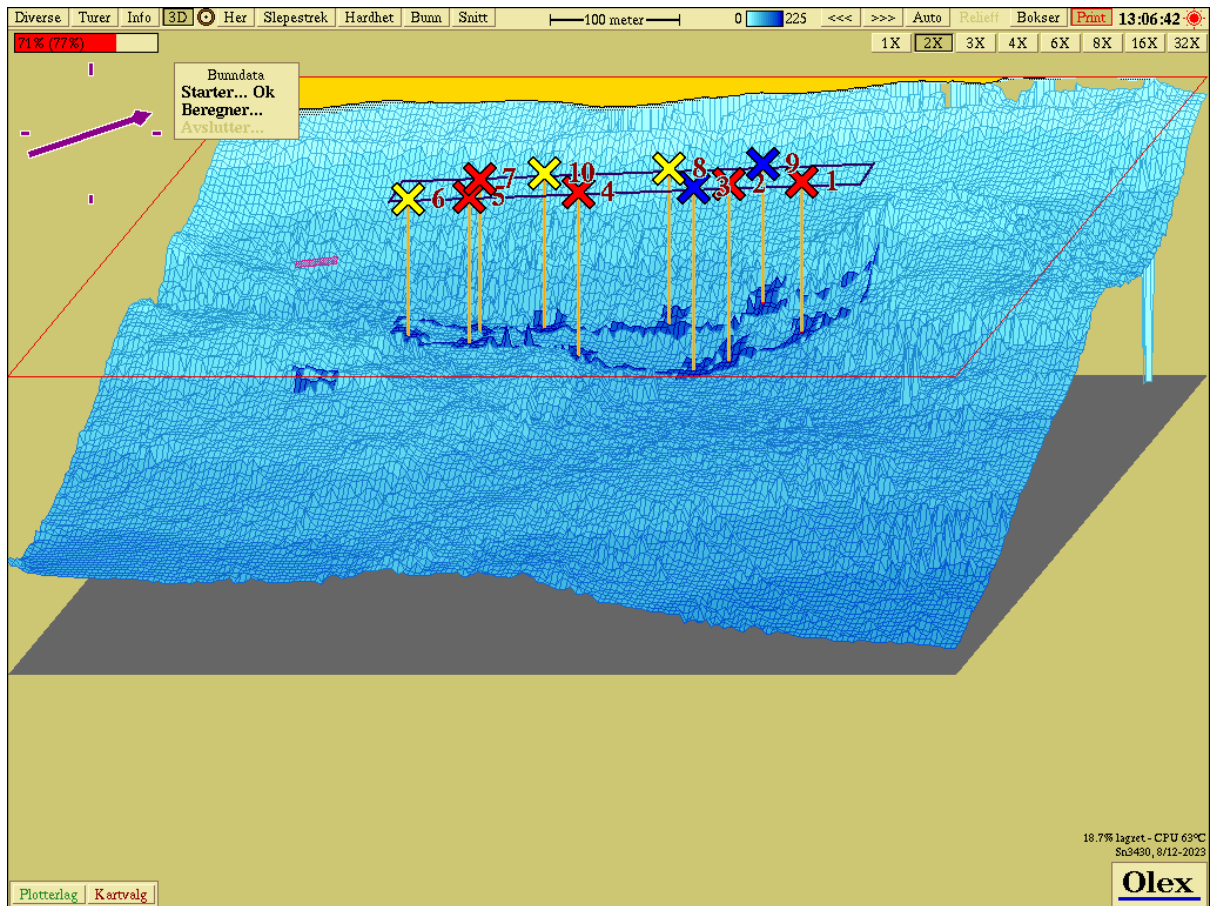 Diverse Turer Info 3D Her Slepestrek Hardhet Bunn Snitt 100 meter 0 225 <<< >>> Auto Relieff Bokser Print 13:06:42
71% (77%) 1X 2X 3X 4X 6X 8X 16X 32X
Bunndata
Starter... Ok
Beregner...
Avslutter...
7 10 8 9
6 5 4 3 2 1
18.7% lagret - CPU 63°C
Sn3430, 8/12-2023
Olex
Plotterlag Kartvalg